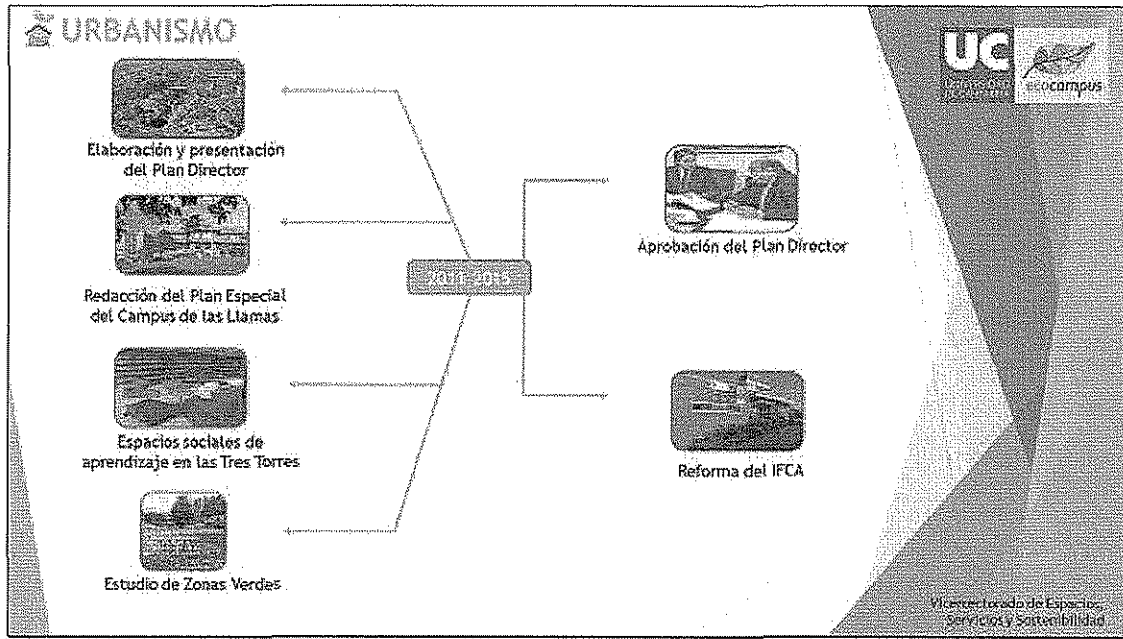 URBANISMO
UC
ecocampus
Elaboración y presentación
del Plan Director
Redacción del Plan Especial
del Campus de las Llamas
Espacios sociales de
aprendizaje en las Tres Torres
Estudio de Zonas Verdes
Aprobación del Plan Director
Reforma del IFCA
Vicerrectorado de Espacios,
Servicios y Sostenibilidad